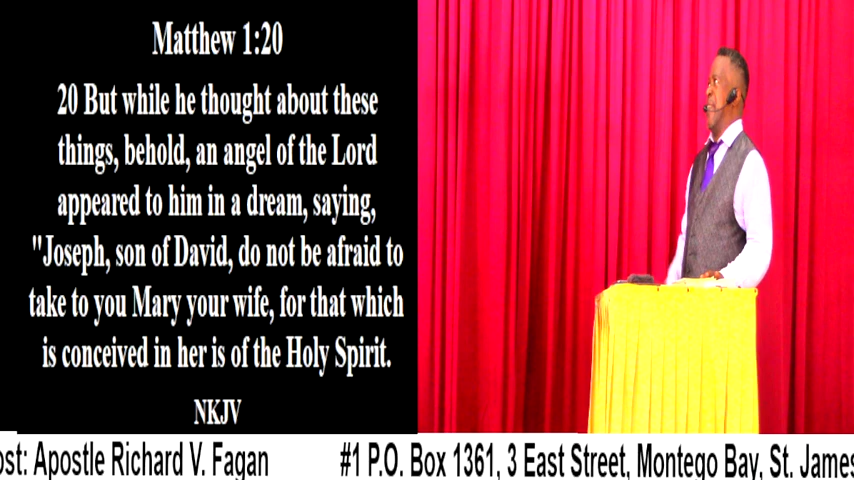 Matthew 1:20
20 But while he thought about these
things, behold, an angel of the Lord
appeared to him in a dream, saying,
"Joseph, son of David, do not be afraid to
take to you Mary your wife, for that which
is conceived in her is of the Holy Spirit.
NKJV
ost: Apostle Richard V. Fagan #1 P.O. Box 1361, 3 East Street, Montego Bay, St. James